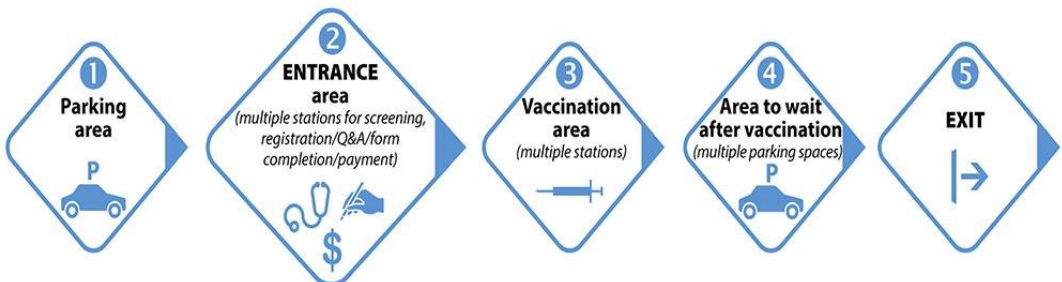 1
Parking
area
P
2
ENTRANCE
area
(multiple stations for screening,
registration/Q&A/form
completion/payment)
$
3
Vaccination
area
(multiple stations)
4
Area to wait
after vaccination
(multiple parking spaces)
P
5
EXIT